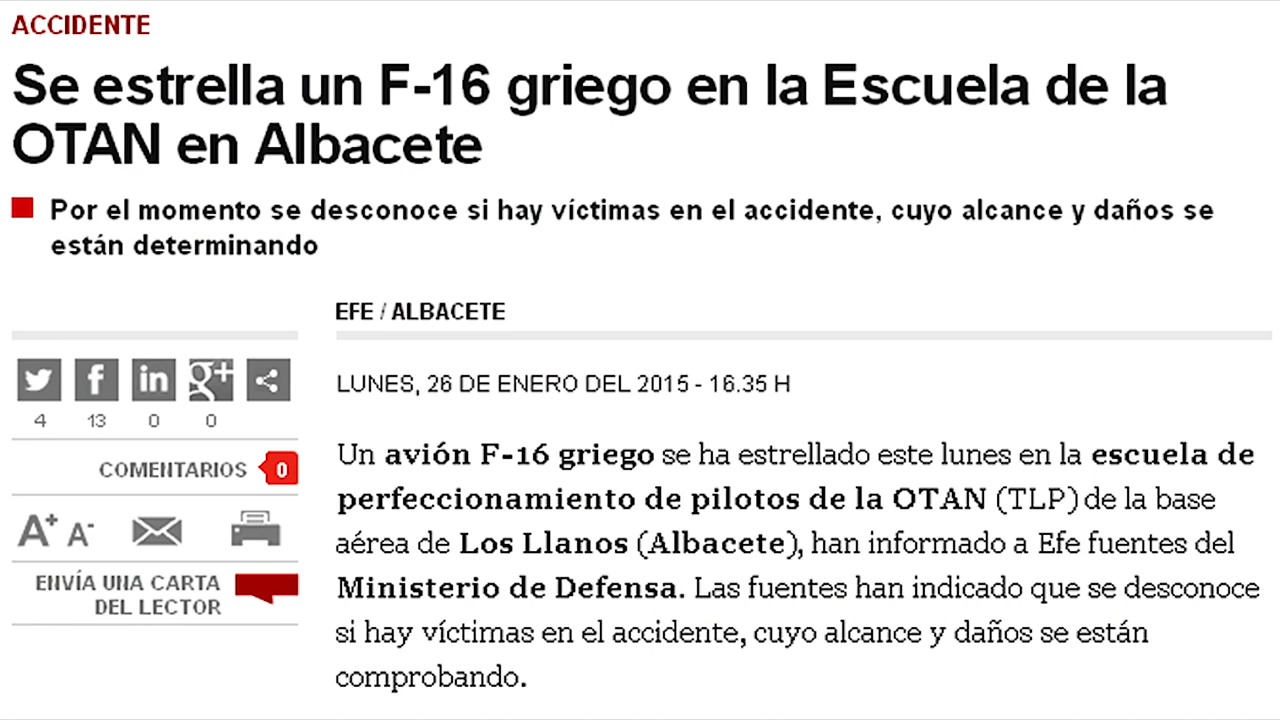 ACCIDENTE
Se estrella un F-16 griego en la Escuela de la
OTAN en Albacete
Por el momento se desconoce si hay víctimas en el accidente, cuyo alcance y daños se
están determinando
EFE / ALBACETE
LUNES, 26 DE ENERO DEL 2015 - 16.35 H
f in g+
4 13 0 0
COMENTARIOS 0
A+ A-
ENVÍA UNA CARTA
DEL LECTOR
Un avión F-16 griego se ha estrellado este lunes en la escuela de
perfeccionamiento de pilotos de la OTAN (TLP) de la base
aérea de Los Llanos (Albacete), han informado a Efe fuentes del
Ministerio de Defensa. Las fuentes han indicado que se desconoce
si hay víctimas en el accidente, cuyo alcance y daños se están
comprobando.